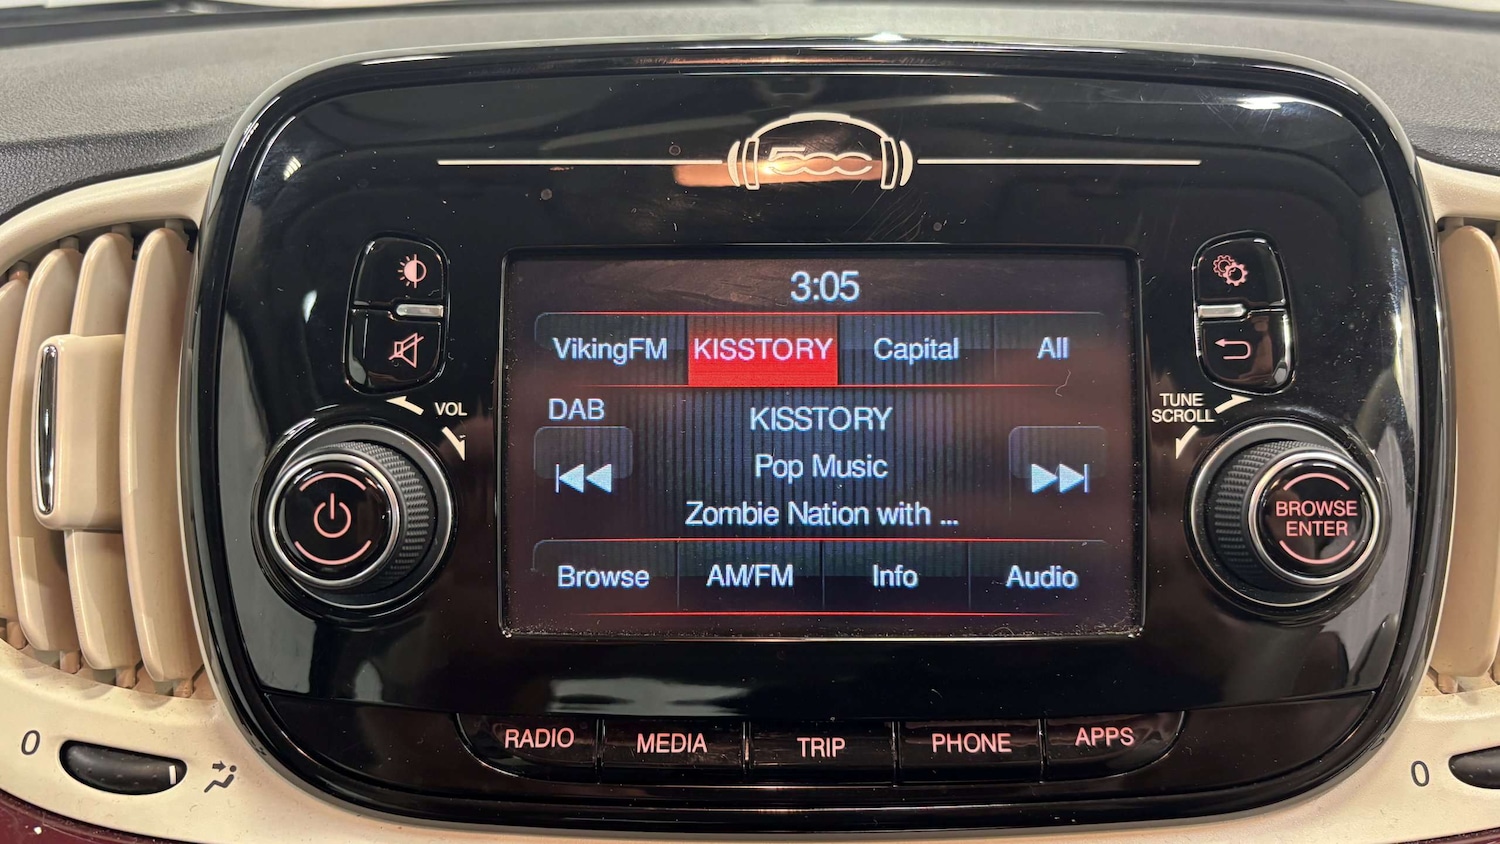 500
3:05
VikingFM KISSTORY Capital All
VOL
TUNE
SCROLL
DAB
KISSTORY
Pop Music
Zombie Nation with ...
BROWSE
ENTER
Browse AM/FM Info Audio
RADIO MEDIA TRIP PHONE APPS
0
0